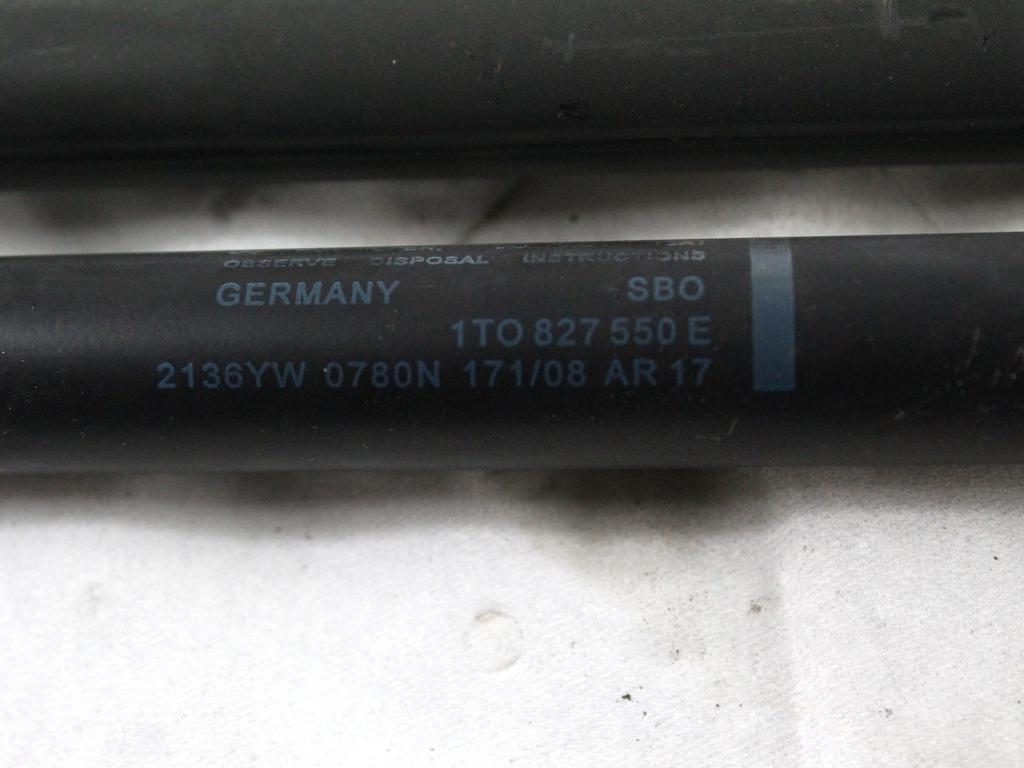 OBSERVE DISPOSAL INSTRUCTIONS
GERMANY SBO
1TO 827 550 E
2136YW 0780N 171/08 AR 17